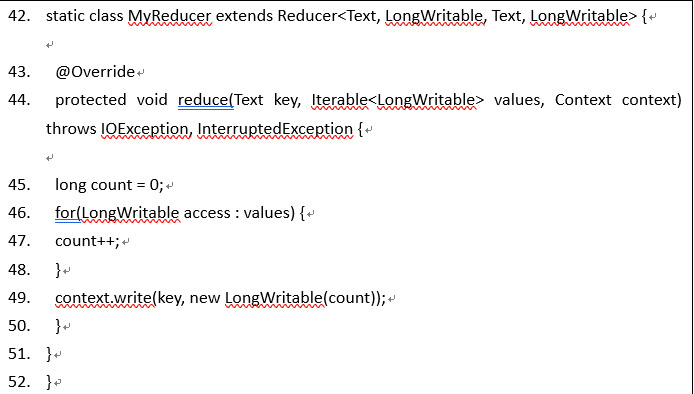 42. static class MyReducer extends Reducer<Text, LongWritable, Text, LongWritable> {
43. @Override
44. protected void reduce(Text key, Iterable<LongWritable> values, Context context)
throws IOException, InterruptedException {
45. long count = 0;
46. for(LongWritable access : values) {
47. count++;
48. }
49. context.write(key, new LongWritable(count));
50. }
51. }
52. }